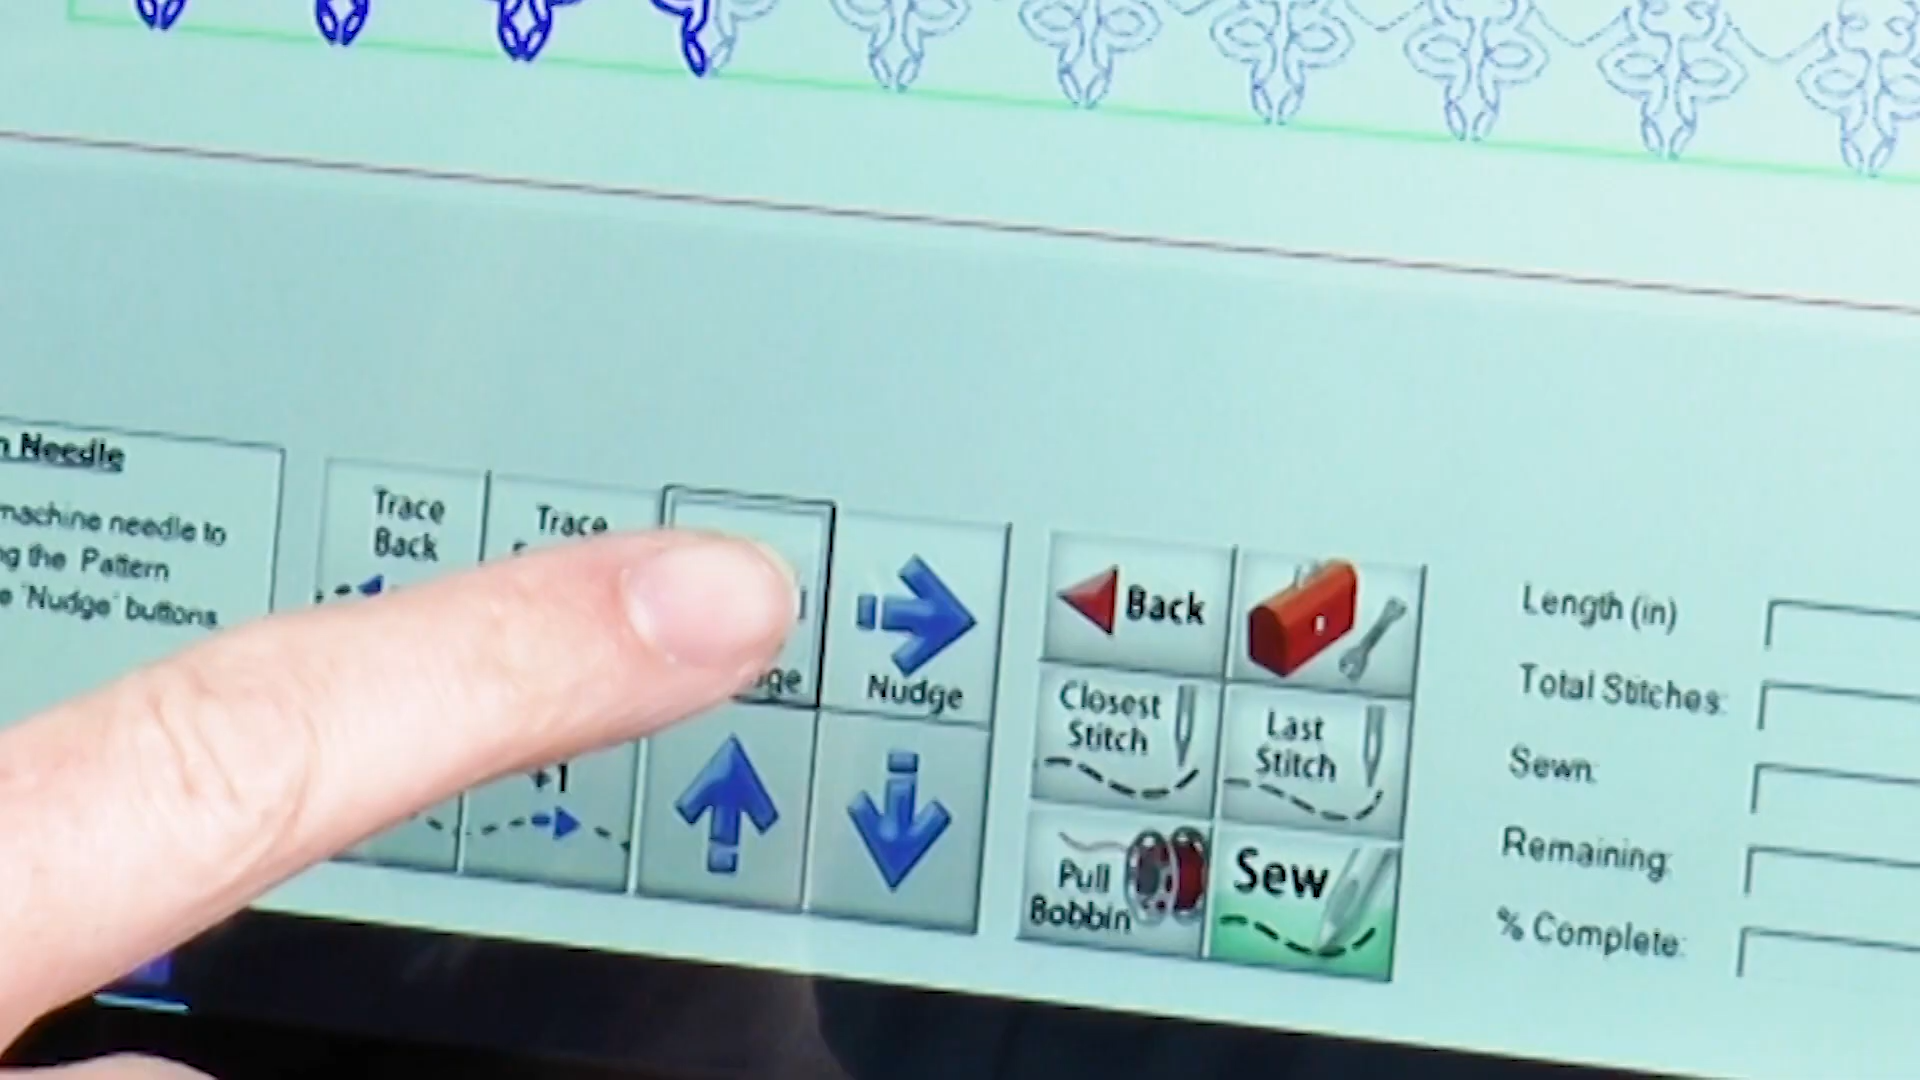 Needle
machine needle to
the Pattern
"Nudge" buttons
Trace
Back
Trace
+1
Nudge
Back
Closest
Stitch
Last
Stitch
Pull
Bobbin
Sew
Length (in)
Total Stitches:
Sewn:
Remaining:
% Complete: